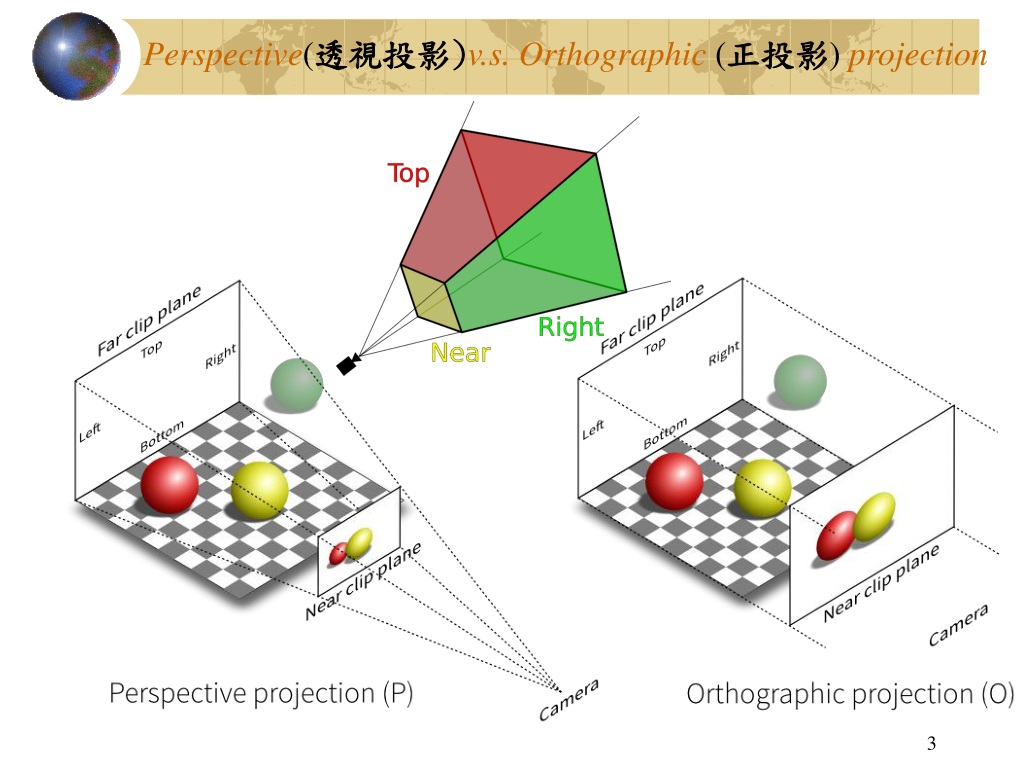 Perspective(透視投影)v.s. Orthographic (正投影) projection
Top
Right
Near
Far clip plane
Top
Right
Left
Bottom
Near clip plane
Camera
Perspective projection (P)
Far clip plane
Top
Right
Left
Bottom
Near clip plane
Camera
Orthographic projection (O)
3